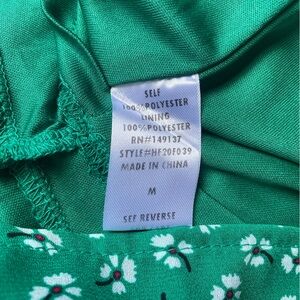 SELF
100%POLYESTER
LINING
100%POLYESTER
RN#149137
STYLE#HF20F039
MADE IN CHINA
M
SEE REVERSE